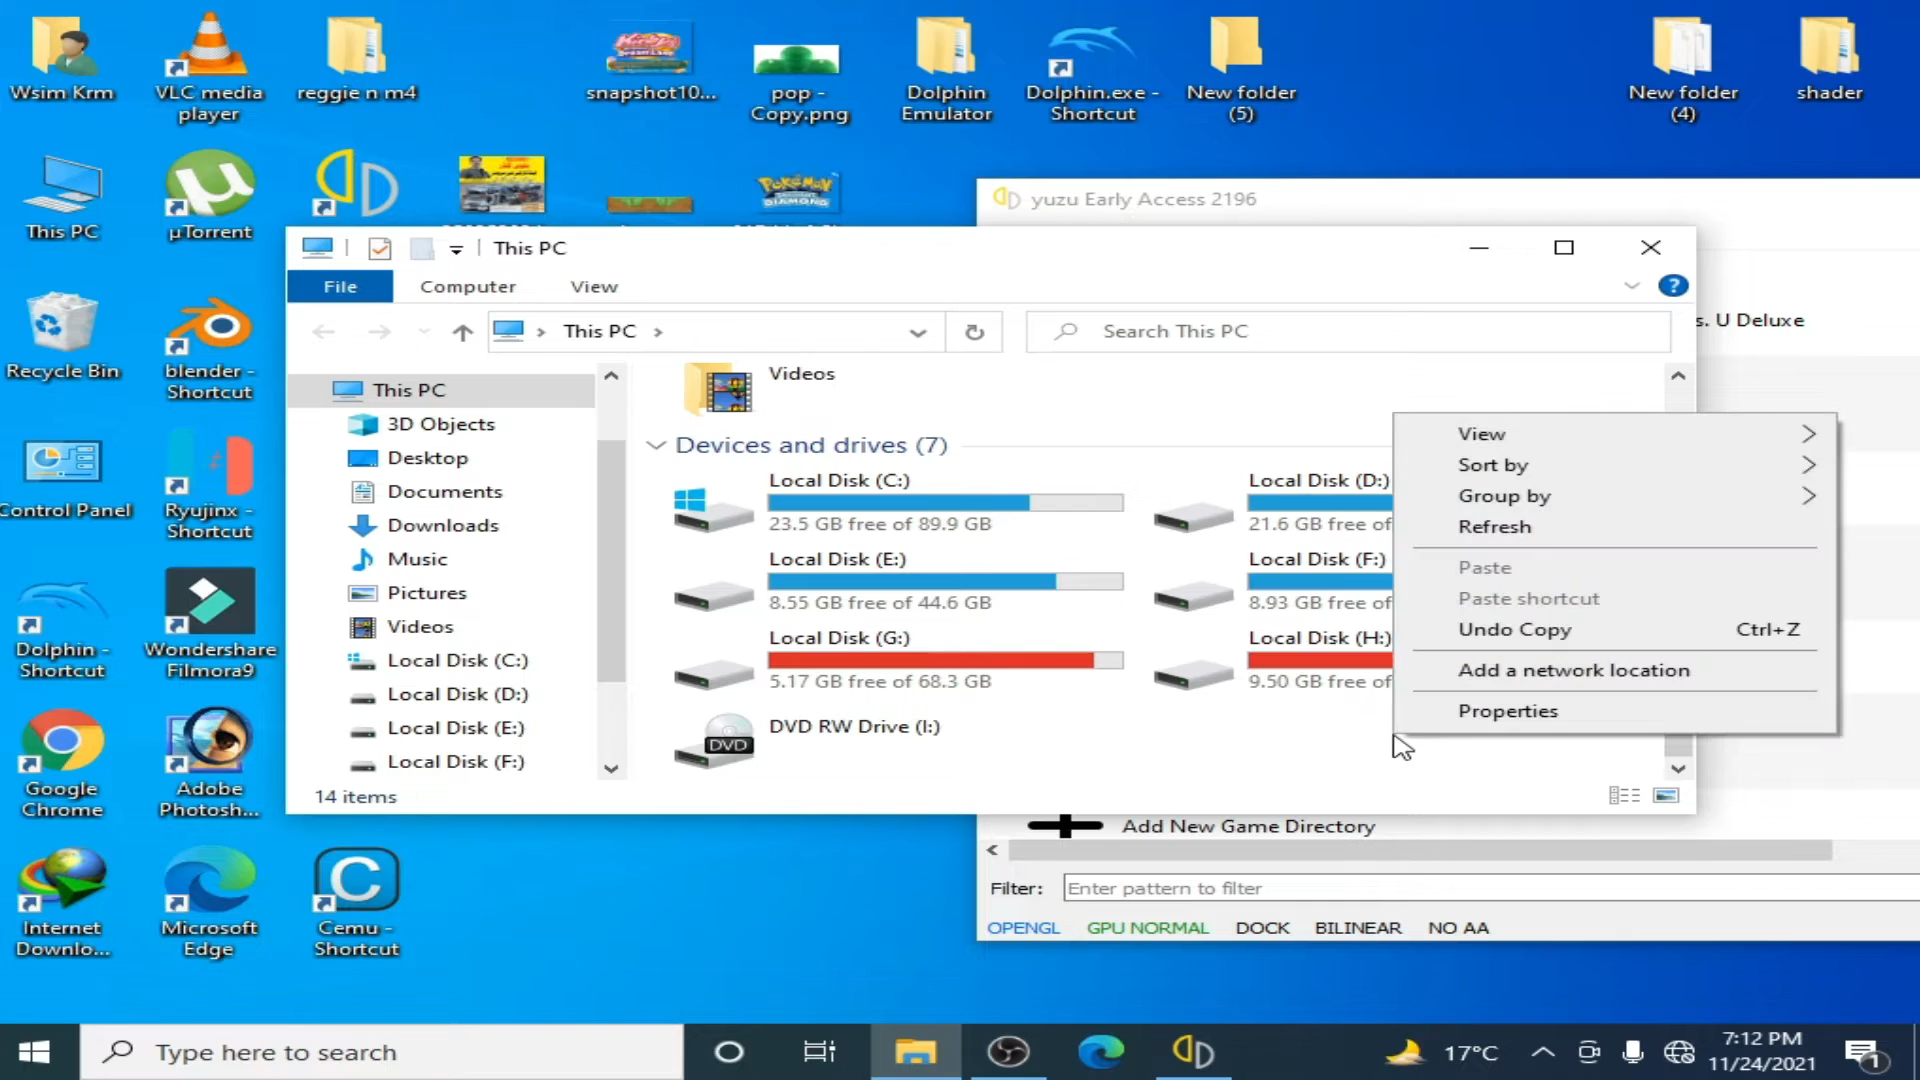 Wsim Krm
VLC media
player
reggie n m4
snapshot10...
pop -
Copy.png
Dolphin
Emulator
Dolphin.exe -
Shortcut
New folder
(5)
New folder
(4)
shader
This PC
µTorrent
POKéMON
DIAMOND
yuzu Early Access 2196
This PC
File
Computer
View
?
This PC
Search This PC
s. U Deluxe
Recycle Bin
blender -
Shortcut
Control Panel
Ryujinx -
Shortcut
Dolphin -
Shortcut
Wondershare
Filmora9
Google
Chrome
Adobe
Photosh...
Internet
Downlo...
Microsoft
Edge
Cemu -
Shortcut
This PC
3D Objects
Desktop
Documents
Downloads
Music
Pictures
Videos
Local Disk (C:)
Local Disk (D:)
Local Disk (E:)
Local Disk (F:)
Videos
Devices and drives (7)
Local Disk (C:)
23.5 GB free of 89.9 GB
Local Disk (D:)
21.6 GB free of
Local Disk (E:)
8.55 GB free of 44.6 GB
Local Disk (F:)
8.93 GB free of
Local Disk (G:)
5.17 GB free of 68.3 GB
Local Disk (H:)
9.50 GB free of
DVD
DVD RW Drive (I:)
14 items
View
Sort by
Group by
Refresh
Paste
Paste shortcut
Undo Copy Ctrl+Z
Add a network location
Properties
Add New Game Directory
Filter: Enter pattern to filter
OPENGL GPU NORMAL DOCK BILINEAR NO AA
Type here to search
17°C
7:12 PM
11/24/2021
1